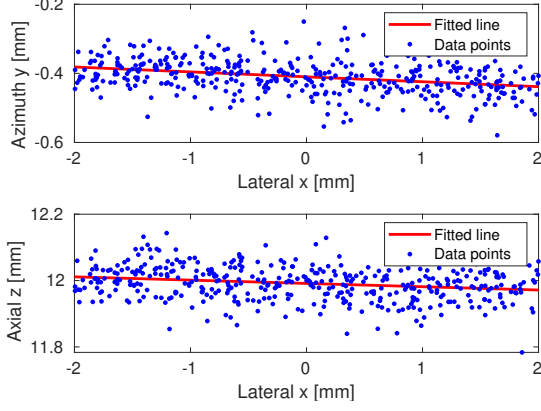 -0.2
-0.4
-0.6
Azimuth y [mm]
Fitted line
Data points
-2 -1 0 1 2
Lateral x [mm]
12.2
12
11.8
Axial z [mm]
Fitted line
Data points
-2 -1 0 1 2
Lateral x [mm]